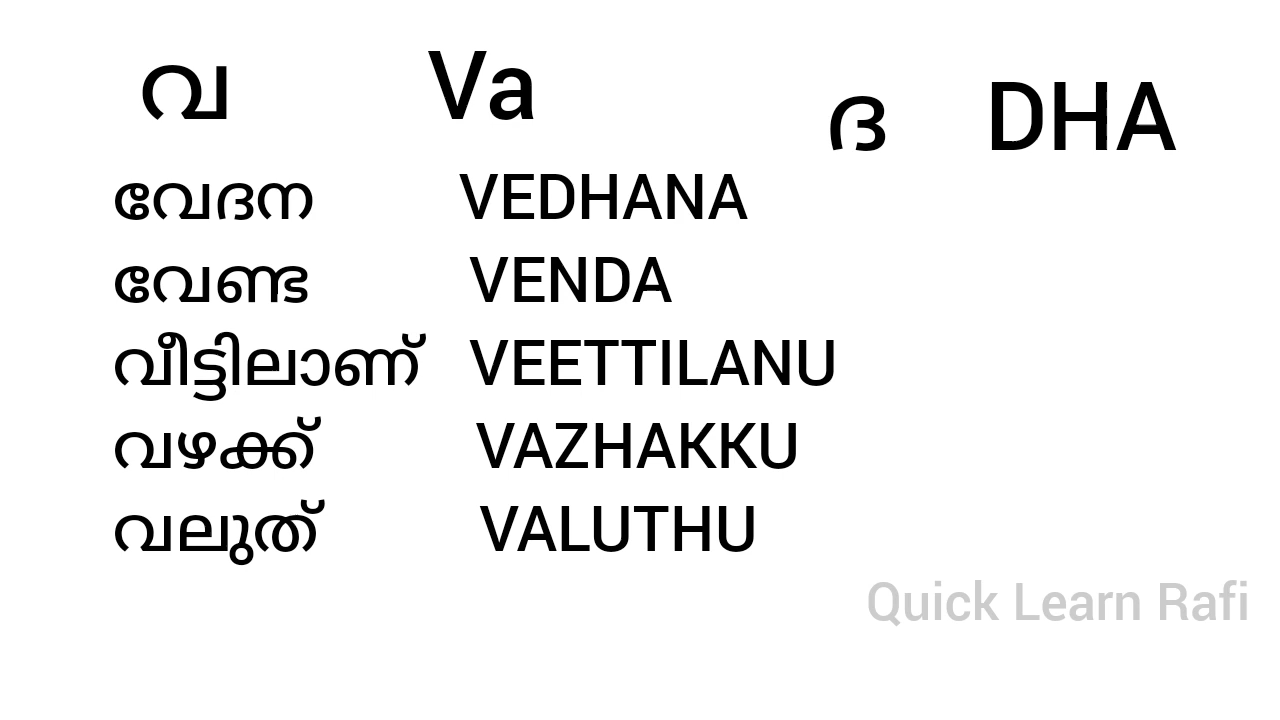 വ Va
ദ DHA
വേദന VEDHANA
വേണ്ട VENDA
വീട്ടിലാണ് VEETTILANU
വഴക്ക് VAZHAKKU
വലുത് VALUTHU
Quick Learn Rafi